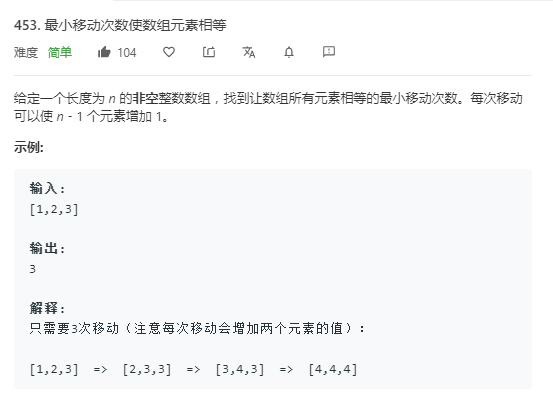 453. 最小移动次数使数组元素相等
难度 简单 104
给定一个长度为 n 的非空整数数组，找到让数组所有元素相等的最小移动次数。每次移动
可以使 n - 1 个元素增加 1。
示例:
输入:
[1,2,3]
输出:
3
解释:
只需要3次移动（注意每次移动会增加两个元素的值）:
[1,2,3] => [2,3,3] => [3,4,3] => [4,4,4]